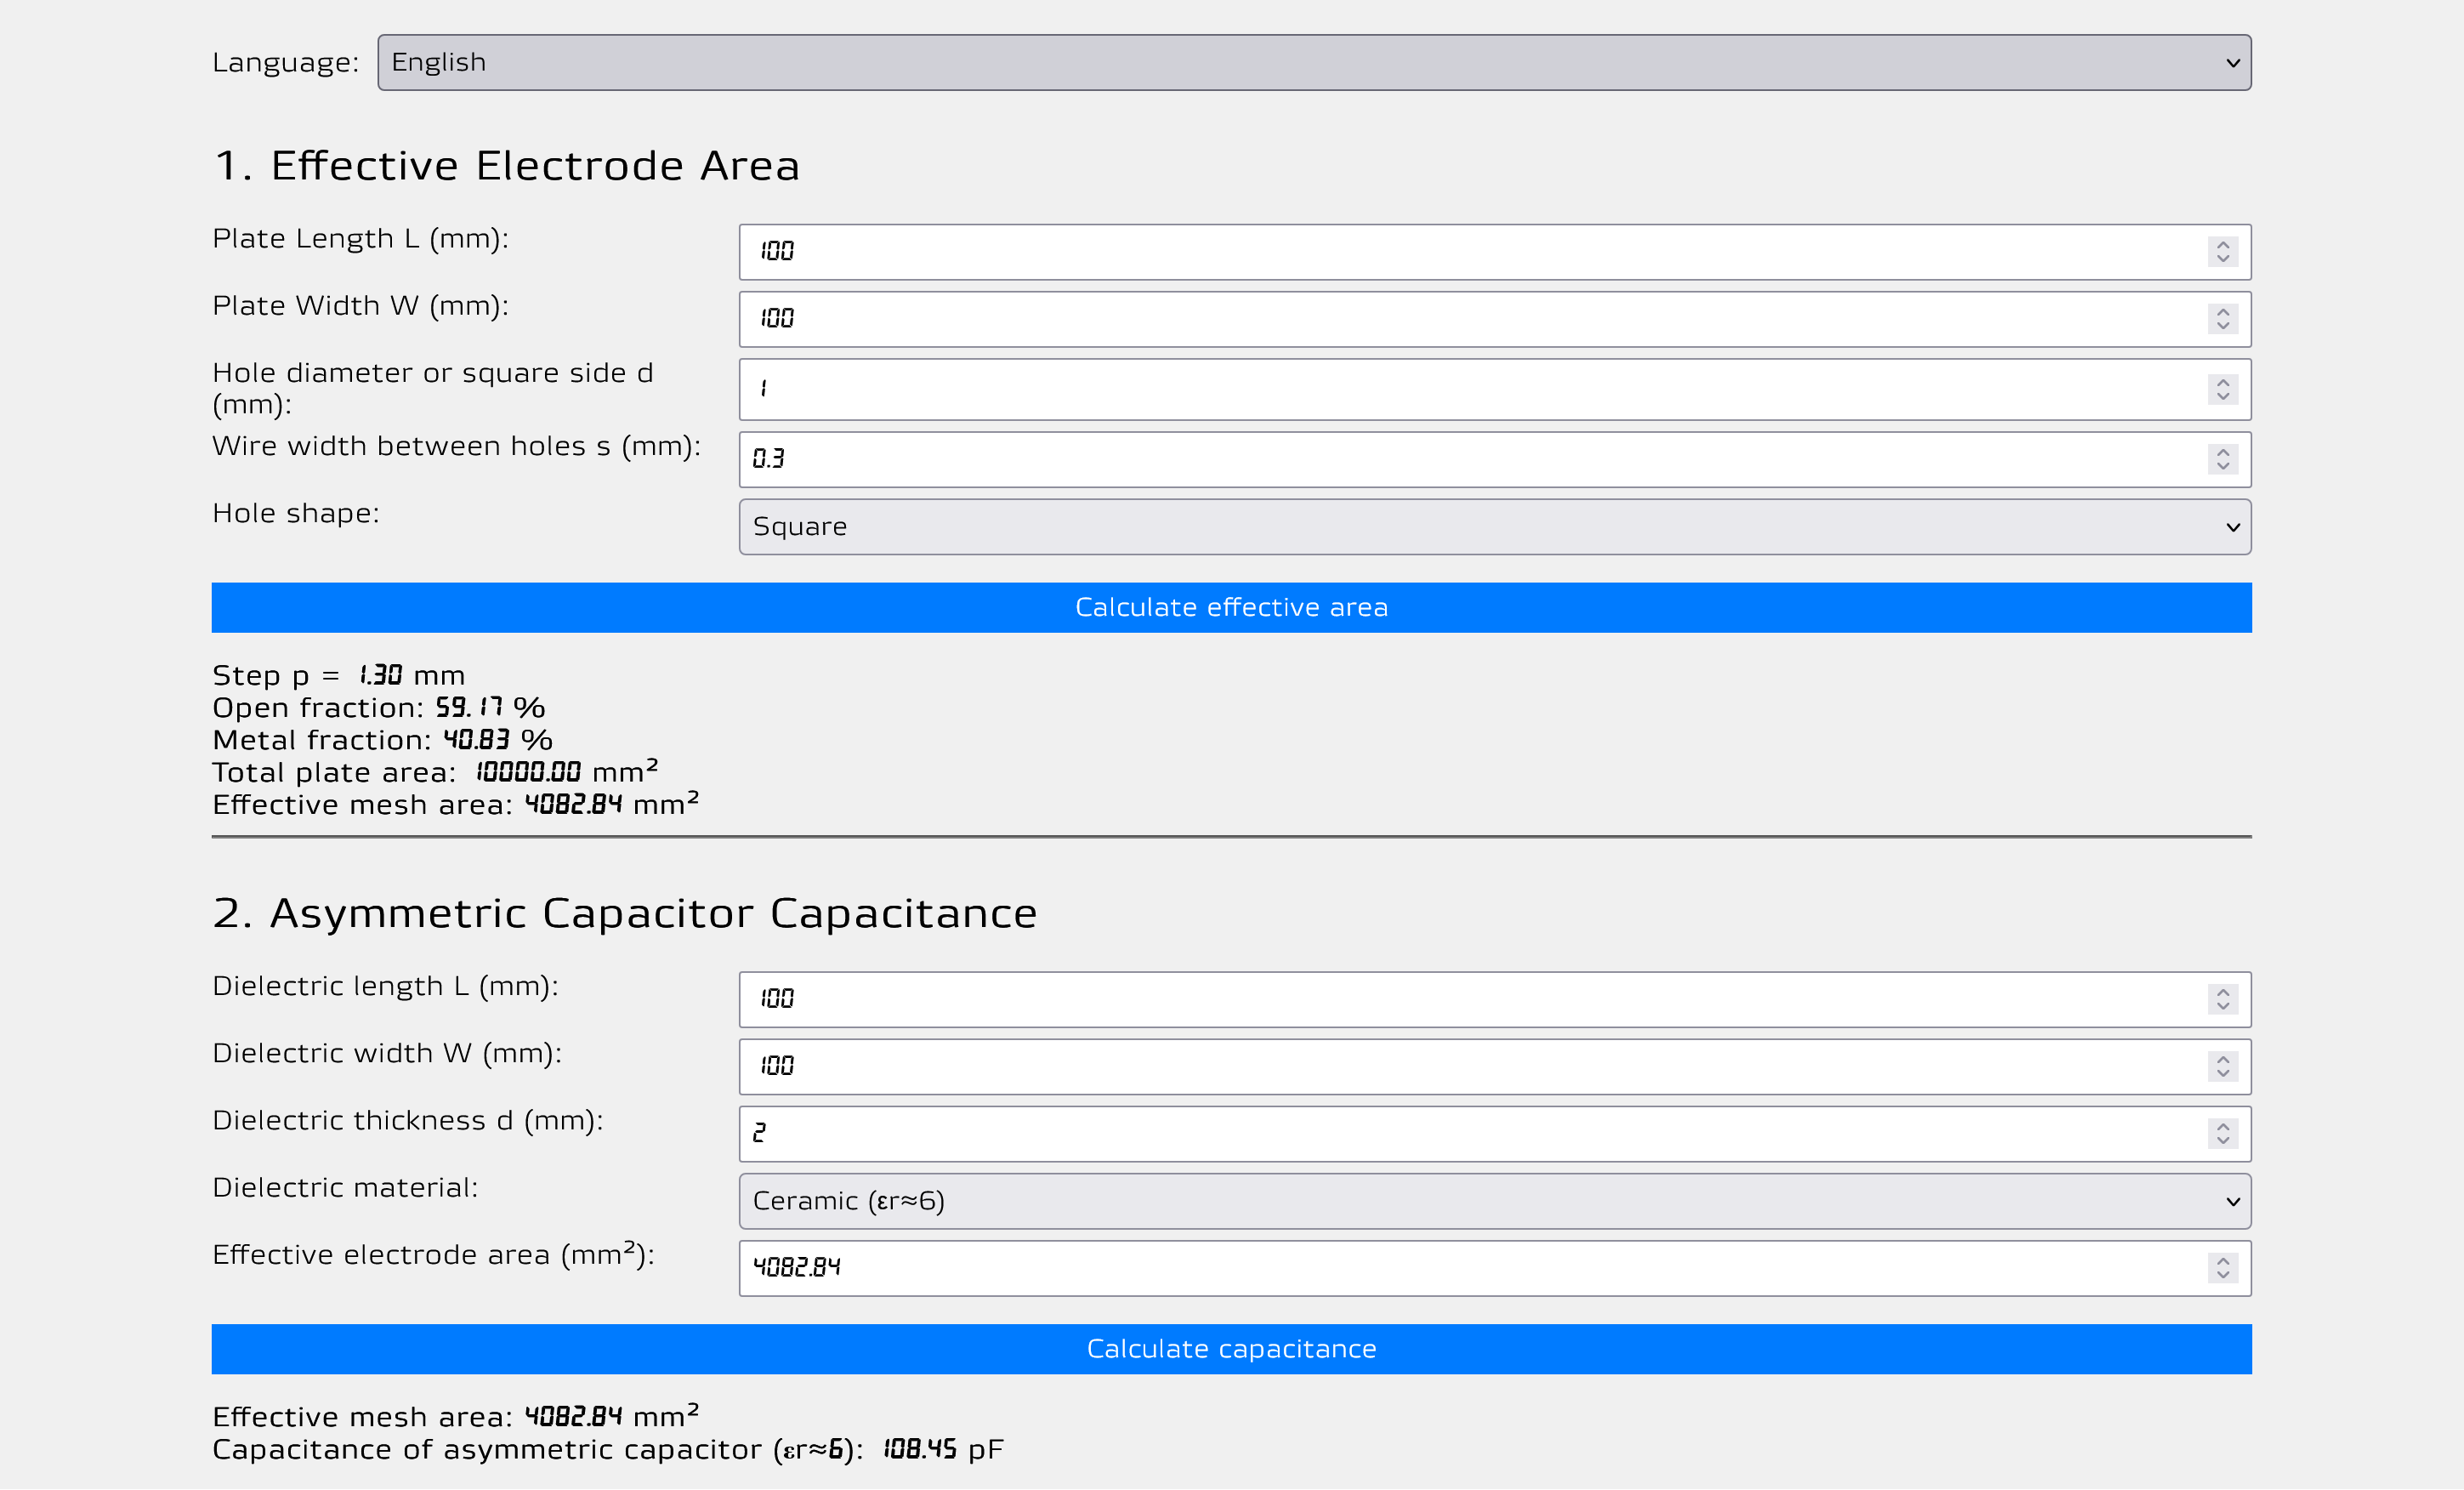 Language: English
1. Effective Electrode Area
Plate Length L (mm): 100
Plate Width W (mm): 100
Hole diameter or square side d
(mm): 1
Wire width between holes s (mm): 0.3
Hole shape: Square
Calculate effective area
Step p = 1.30 mm
Open fraction: 59.17 %
Metal fraction: 40.83 %
Total plate area: 10000.00 mm²
Effective mesh area: 4082.84 mm²
2. Asymmetric Capacitor Capacitance
Dielectric length L (mm): 100
Dielectric width W (mm): 100
Dielectric thickness d (mm): 2
Dielectric material: Ceramic (εr≈6)
Effective electrode area (mm²): 4082.84
Calculate capacitance
Effective mesh area: 4082.84 mm²
Capacitance of asymmetric capacitor (εr≈6): 108.45 pF